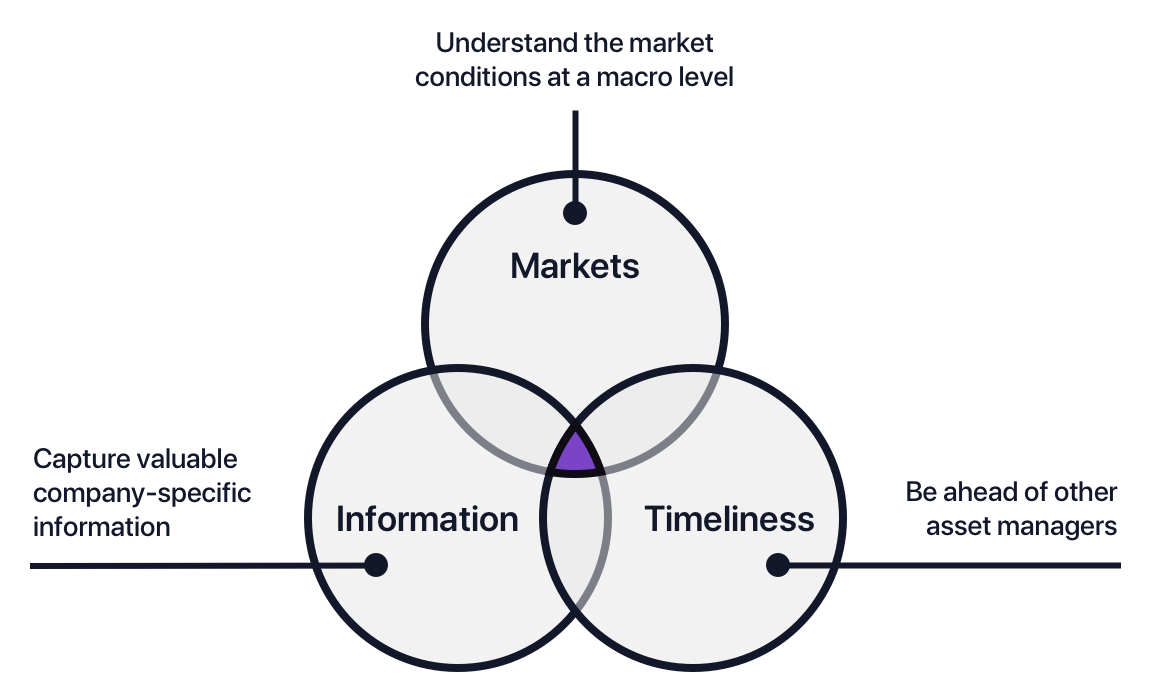 Understand the market
conditions at a macro level
Markets
Capture valuable
company-specific
information
Information
Timeliness
Be ahead of other
asset managers